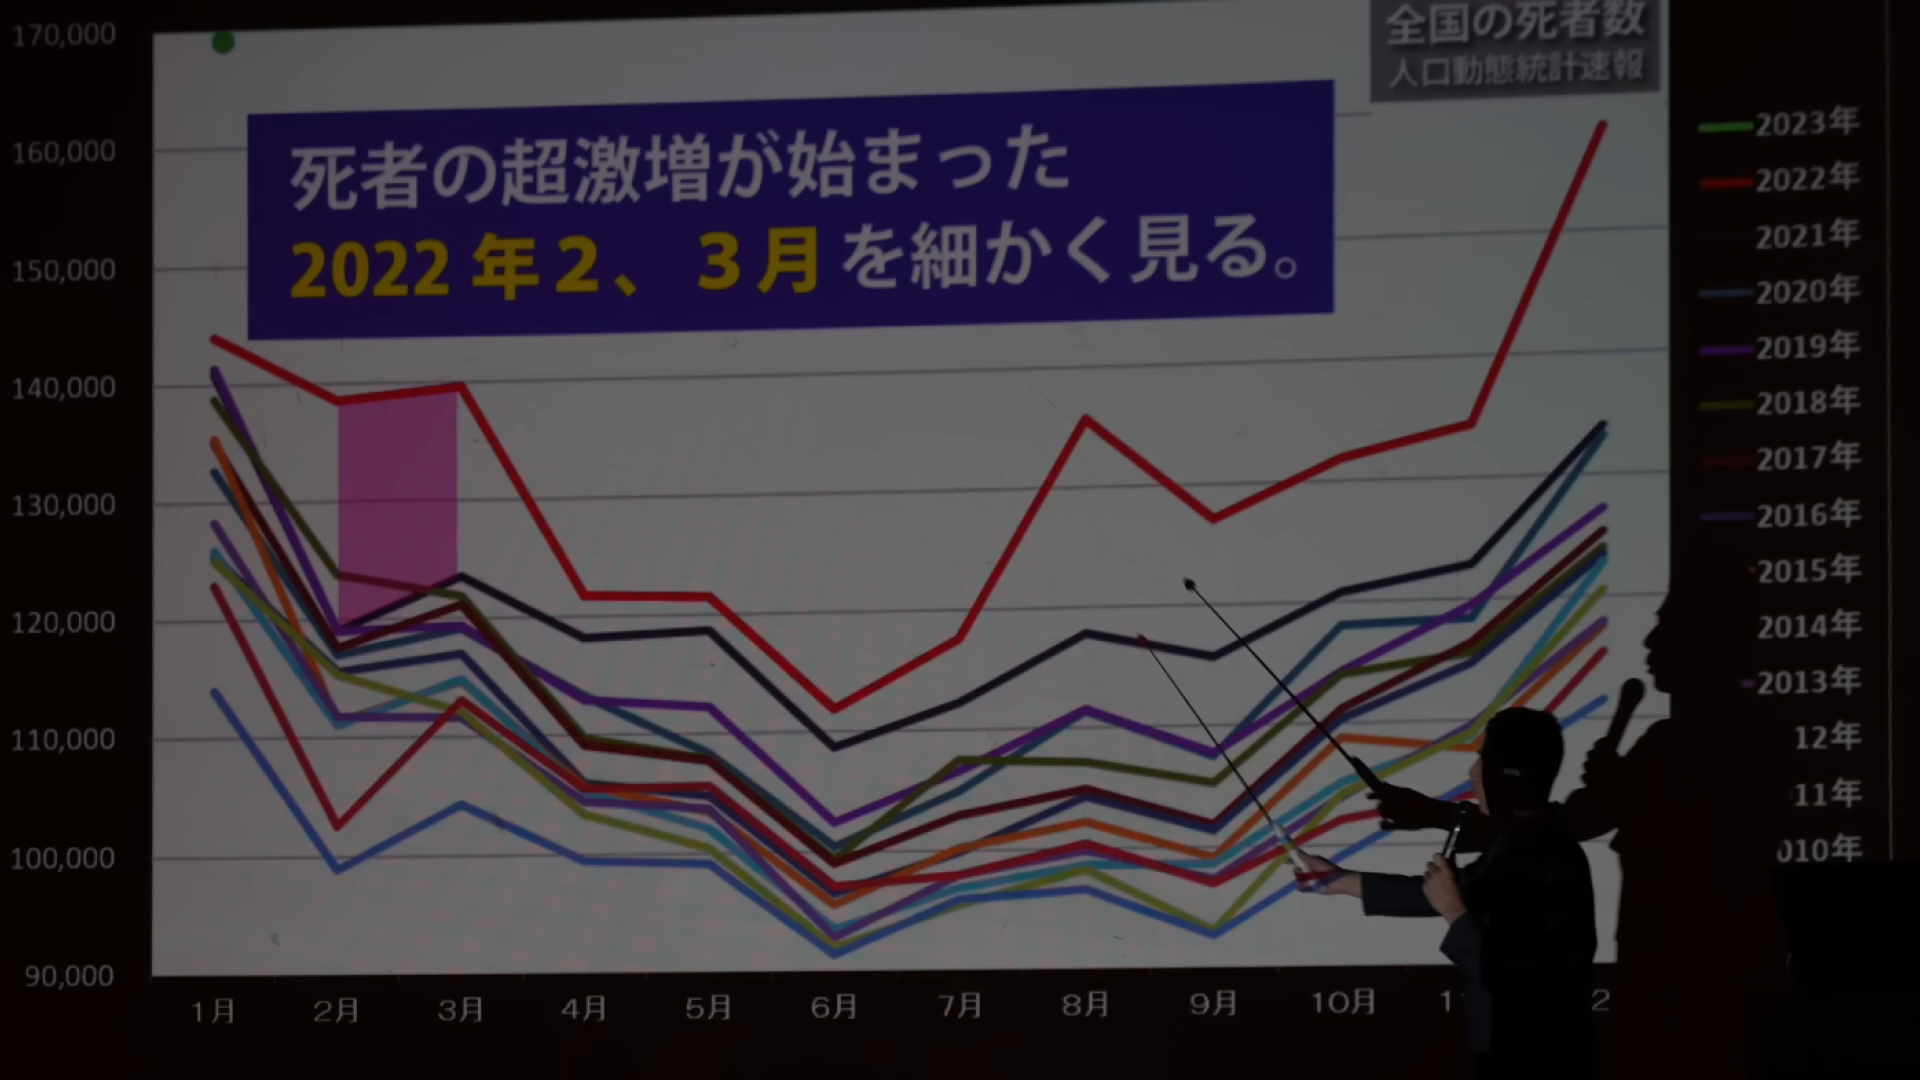 全国の死者数
人口動態統計速報
死者の超激増が始まった
2022年2、3月を細かく見る。
170,000
160,000
150,000
140,000
130,000
120,000
110,000
100,000
90,000
1月
2月
3月
4月
5月
6月
7月
8月
9月
10月
1
2
2023年
2022年
2021年
2020年
2019年
2018年
2017年
2016年
2015年
2014年
2013年
12年
11年
010年